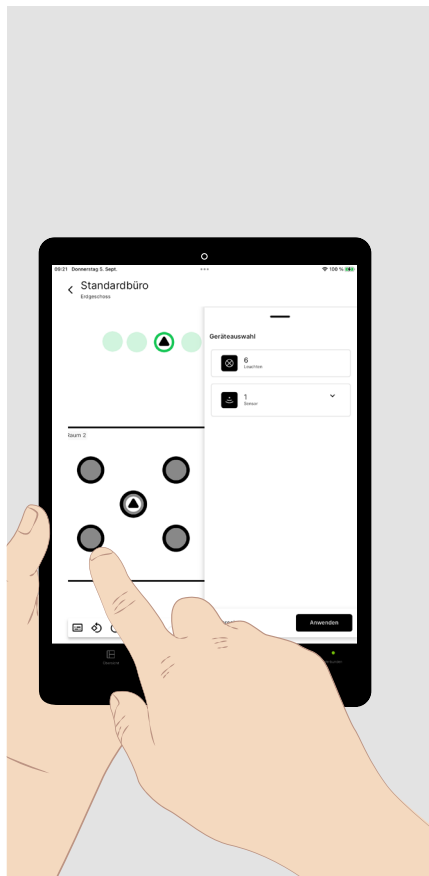 09:21 Donnerstag 5. Sept.
100 %
Standardbüro
Erdgeschoss
Geräteauswahl
6
Leuchten
1
Sensor
Raum 2
Anwenden
Übersicht